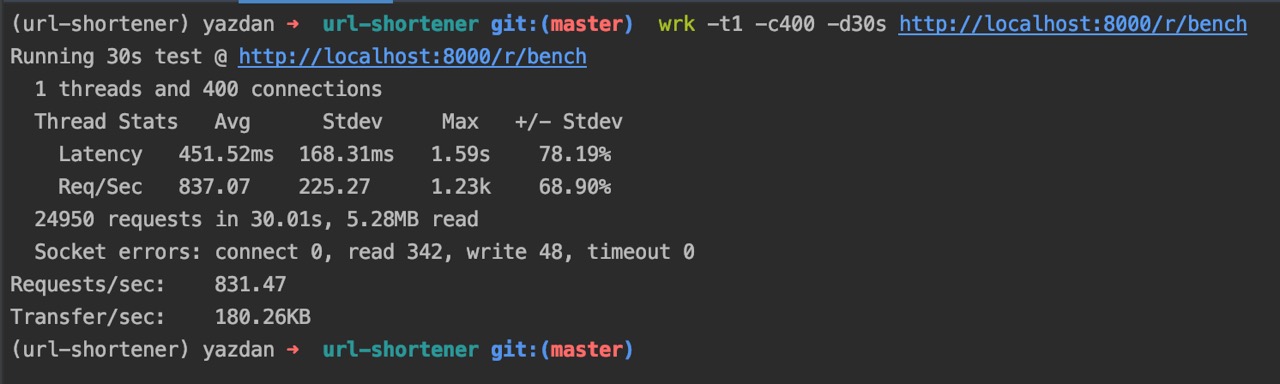 (url-shortener) yazdan ➜ url-shortener git:(master) wrk -t1 -c400 -d30s http://localhost:8000/r/bench
Running 30s test @ http://localhost:8000/r/bench
1 threads and 400 connections
Thread Stats Avg Stdev Max +/- Stdev
Latency 451.52ms 168.31ms 1.59s 78.19%
Req/Sec 837.07 225.27 1.23k 68.90%
24950 requests in 30.01s, 5.28MB read
Socket errors: connect 0, read 342, write 48, timeout 0
Requests/sec: 831.47
Transfer/sec: 180.26KB
(url-shortener) yazdan ➜ url-shortener git:(master)